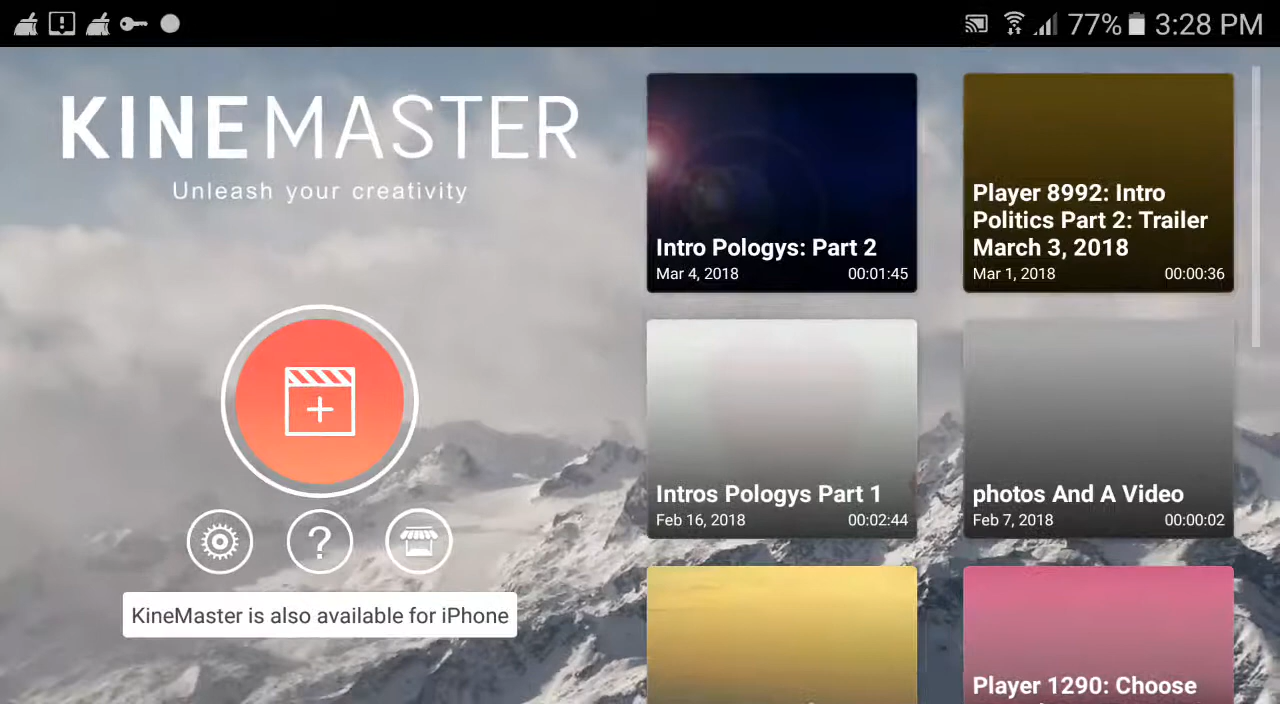 77% 3:28 PM
KINEMASTER
Unleash your creativity
KineMaster is also available for iPhone
Intro Pologys: Part 2
Mar 4, 2018 00:01:45
Player 8992: Intro
Politics Part 2: Trailer
March 3, 2018
Mar 1, 2018 00:00:36
Intros Pologys Part 1
Feb 16, 2018 00:02:44
photos And A Video
Feb 7, 2018 00:00:02
Player 1290: Choose